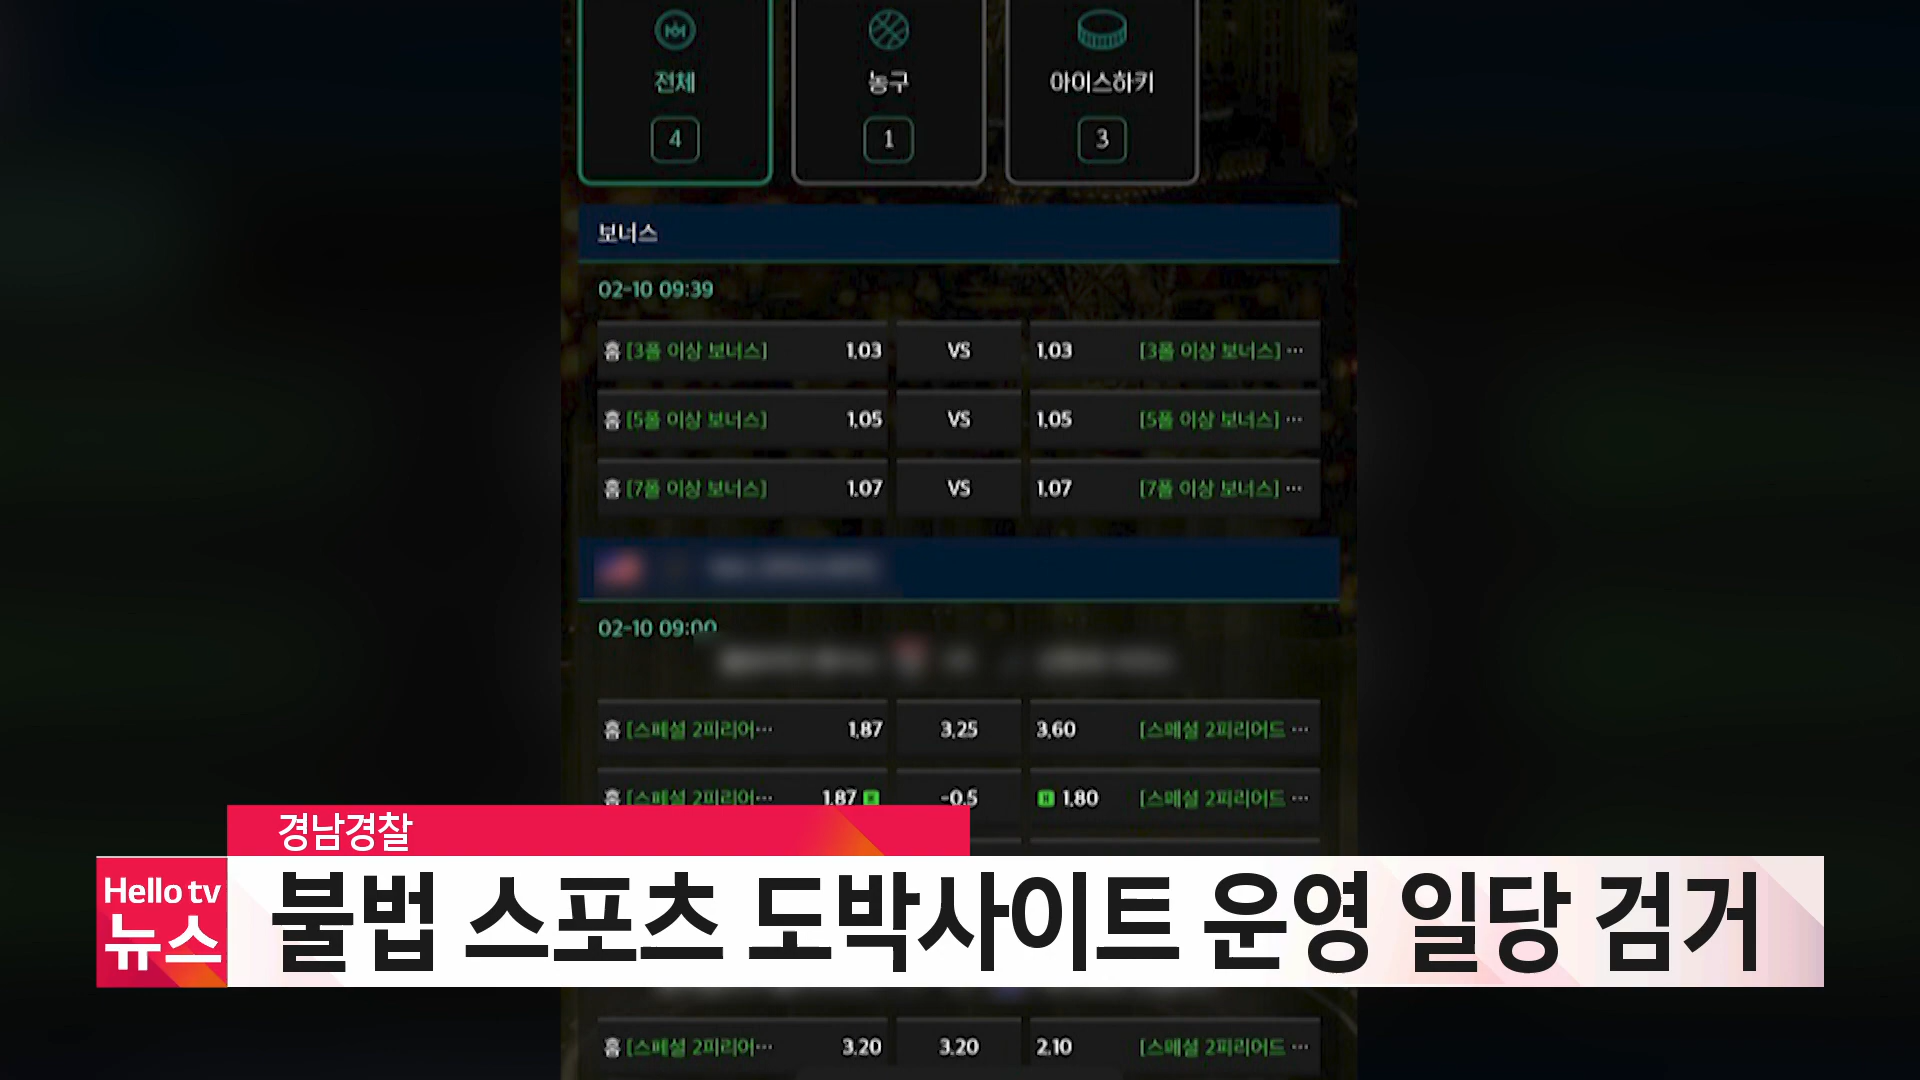 전체
농구
아이스하키
4
1
3
보너스
02-10 09:39
홈 [3폴 이상 보너스] 1.03 VS 1.03 [3폴 이상 보너스] ···
홈 [5폴 이상 보너스] 1.05 VS 1.05 [5폴 이상 보너스] ···
홈 [7폴 이상 보너스] 1.07 VS 1.07 [7폴 이상 보너스] ···
02-10 09:00
홈 [스페셜 2피리어··· 1.87 3.25 3.60 [스페셜 2피리어드 ···
홈 [스페셜 2피리어··· 1.87 H -0.5 H 1.80 [스페셜 2피리어드 ···
경남경찰
Hello tv
뉴스
불법 스포츠 도박사이트 운영 일당 검거
홈 [스페셜 2피리어··· 3.20 3.20 2.10 [스페셜 2피리어드 ···